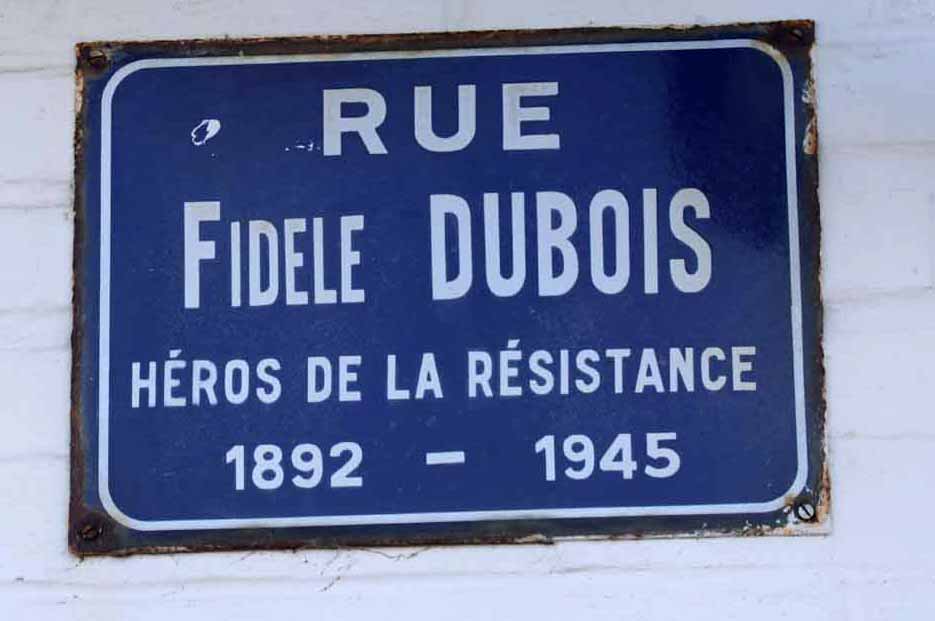 RUE
FIDELE DUBOIS
HÉROS DE LA RÉSISTANCE
1892 - 1945